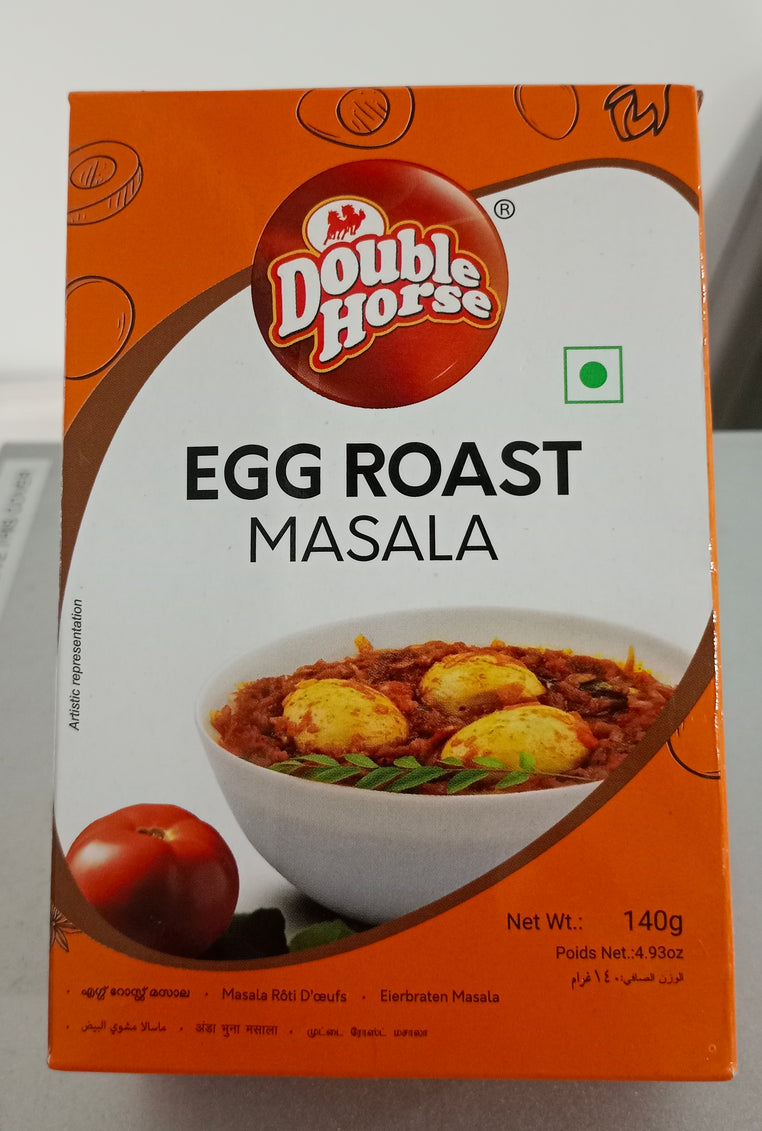 Double
Horse
®
EGG ROAST
MASALA
Artistic representation
Net Wt.: 140g
Poids Net.:4.93oz
الوزن الصافي: ١٤٠ غرام
· എഗ്ഗ് റോസ്റ്റ് മസാല · Masala Rôti D'œufs · Eierbraten Masala
· ماسالا مشوي البيض · अंडा भुना मसाला · முட்டை ரோஸ்ட் மசாலா